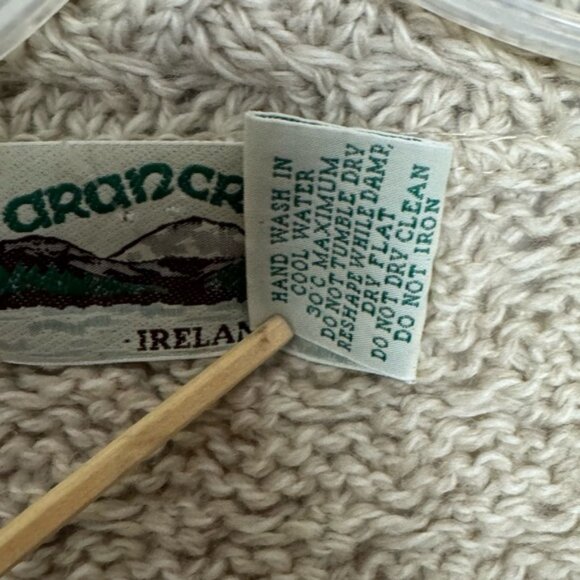 ARANCR
IRELAN
HAND WASH IN
COOL WATER
30°C MAXIMUM
DO NOT TUMBLE DRY
RESHAPE WHILE DAMP,
DRY FLAT
DO NOT DRY CLEAN
DO NOT IRON